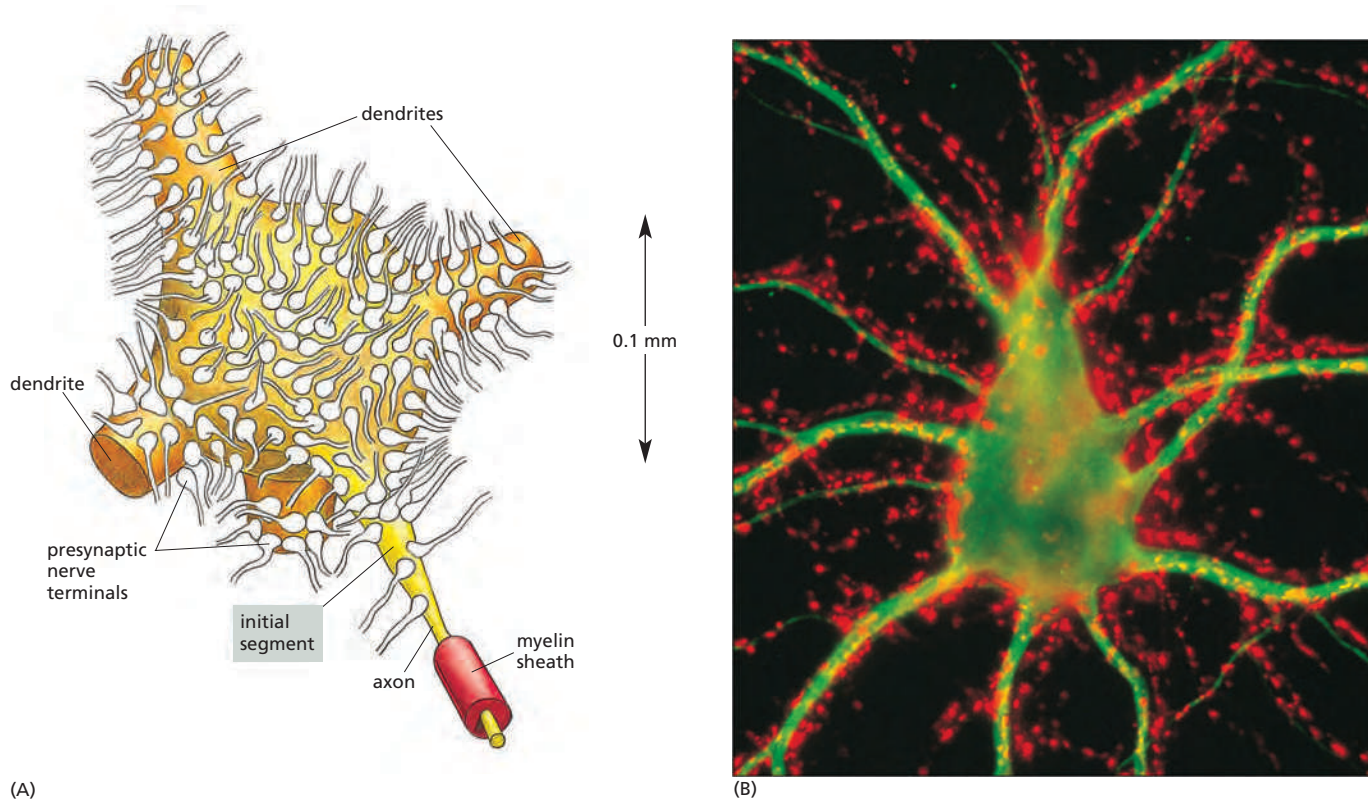 dendrites
0.1 mm
dendrite
presynaptic
nerve
terminals
initial
segment
axon
myelin
sheath
(A)
(B)